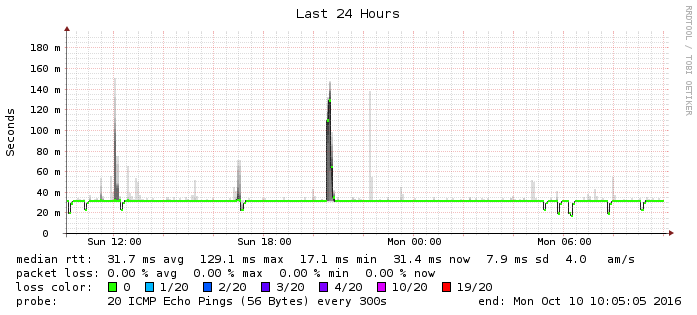 Last 24 Hours
RRDTOOL / TOBI OETIKER
Seconds
180 m
160 m
140 m
120 m
100 m
80 m
60 m
40 m
20 m
0
Sun 12:00 Sun 18:00 Mon 00:00 Mon 06:00
median rtt: 31.7 ms avg 129.1 ms max 17.1 ms min 31.4 ms now 7.9 ms sd 4.0 am/s
packet loss: 0.00 % avg 0.00 % max 0.00 % min 0.00 % now
loss color: 0 1/20 2/20 3/20 4/20 10/20 19/20
probe: 20 ICMP Echo Pings (56 Bytes) every 300s end: Mon Oct 10 10:05:05 2016